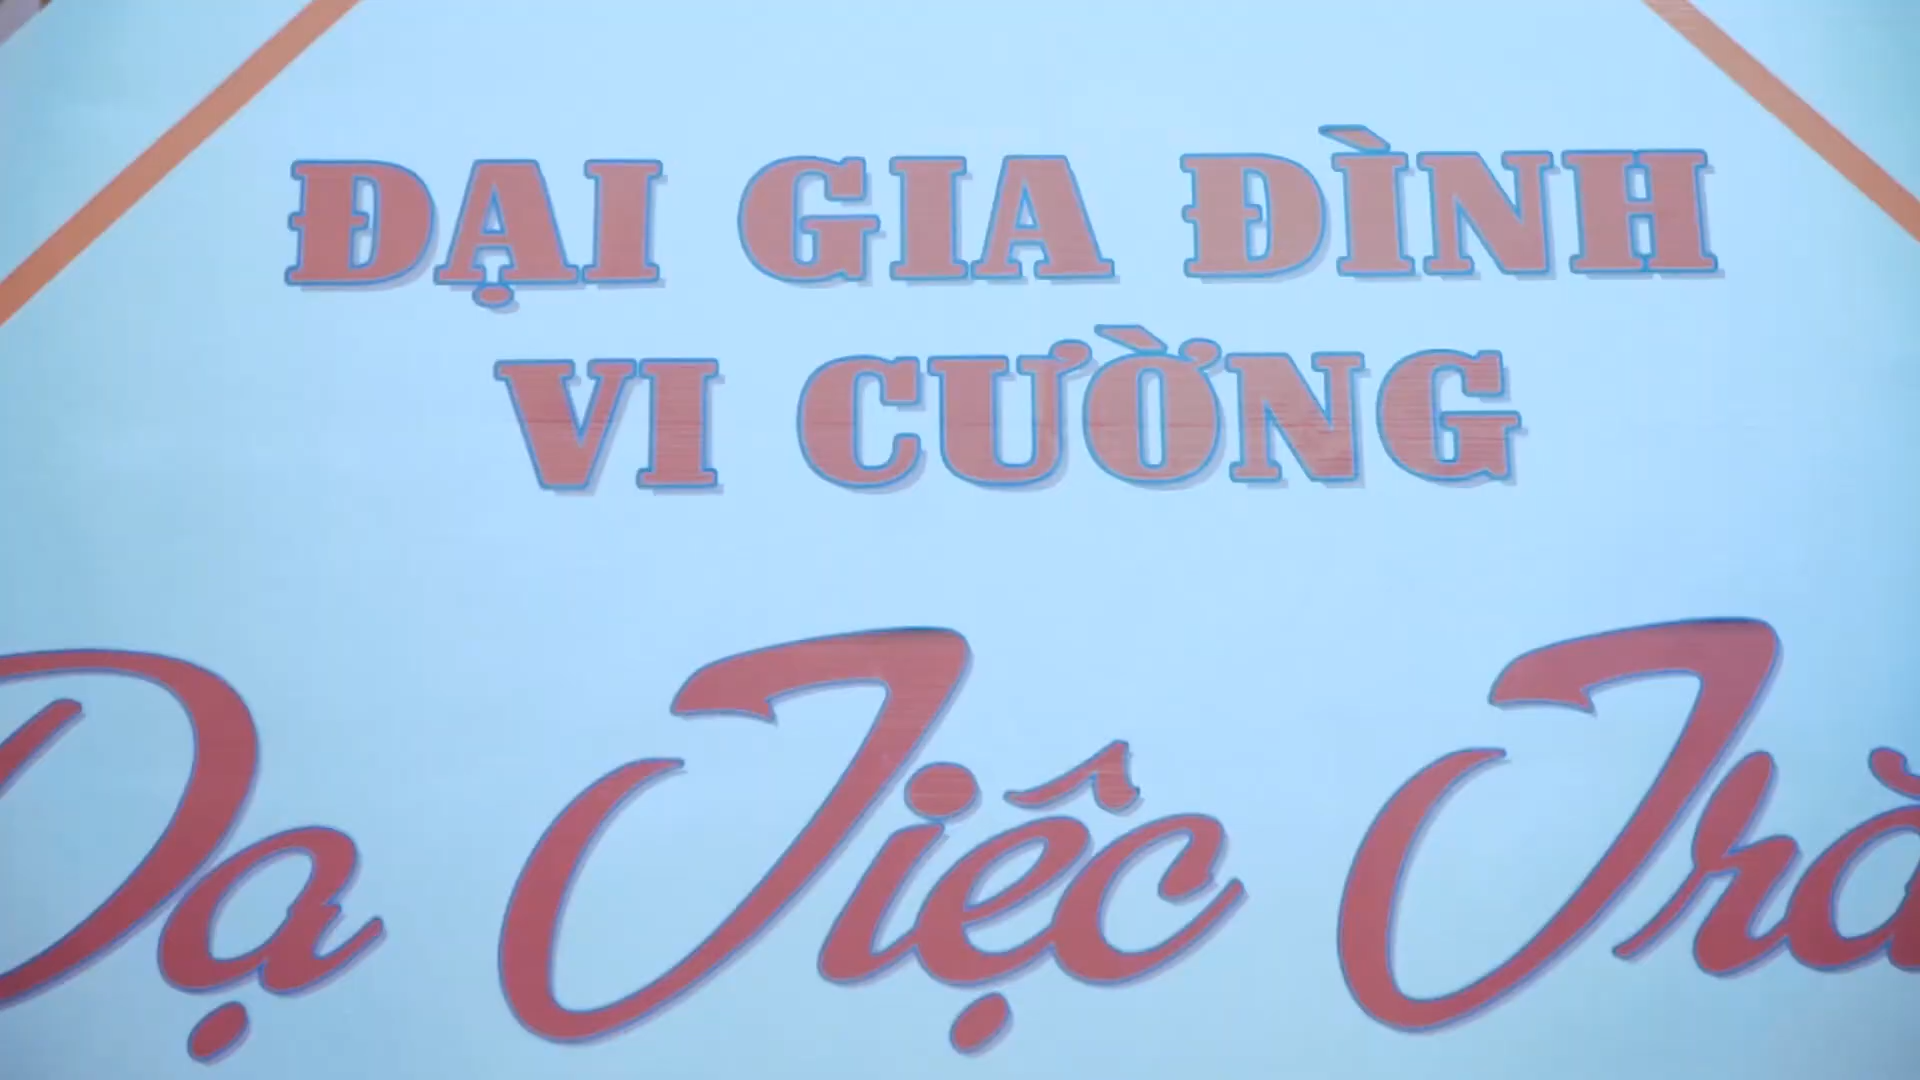 ĐẠI GIA ĐÌNH
VI CƯỜNG
Dạ Tiệc